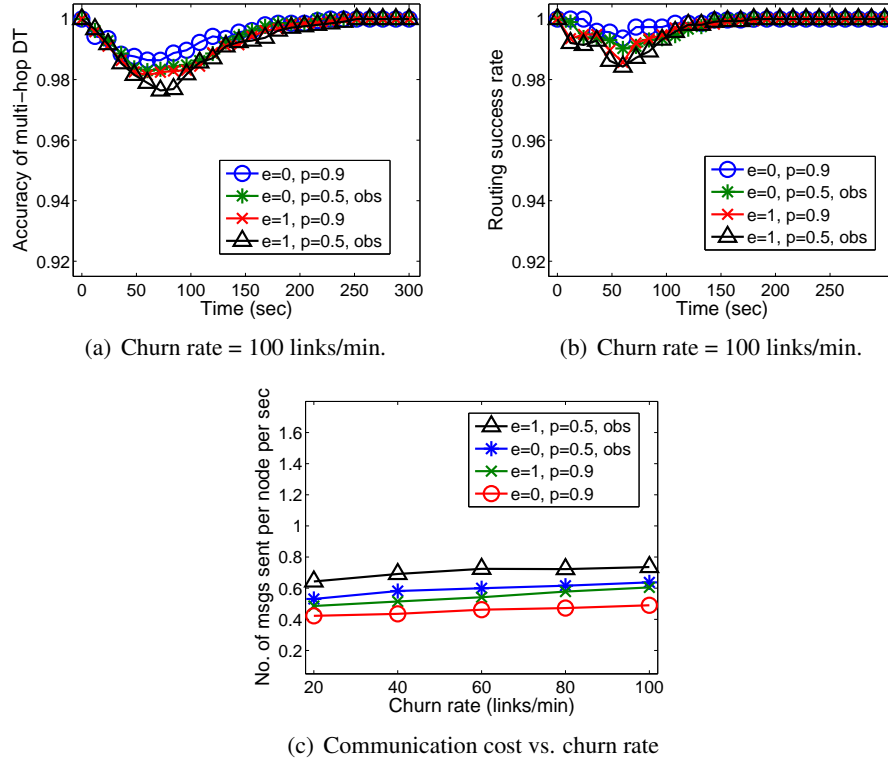 1
0.98
0.96
0.94
0.92
Accuracy of multi−hop DT
e=0, p=0.9
e=0, p=0.5, obs
e=1, p=0.9
e=1, p=0.5, obs
0 50 100 150 200 250 300
Time (sec)
(a) Churn rate = 100 links/min.
1
0.98
0.96
0.94
0.92
Routing success rate
e=0, p=0.9
e=0, p=0.5, obs
e=1, p=0.9
e=1, p=0.5, obs
0 50 100 150 200 250
Time (sec)
(b) Churn rate = 100 links/min.
1.6
1.4
1.2
1
0.8
0.6
0.4
0.2
No. of msgs sent per node per sec
e=1, p=0.5, obs
e=0, p=0.5, obs
e=1, p=0.9
e=0, p=0.9
20 40 60 80 100
Churn rate (links/min)
(c) Communication cost vs. churn rate